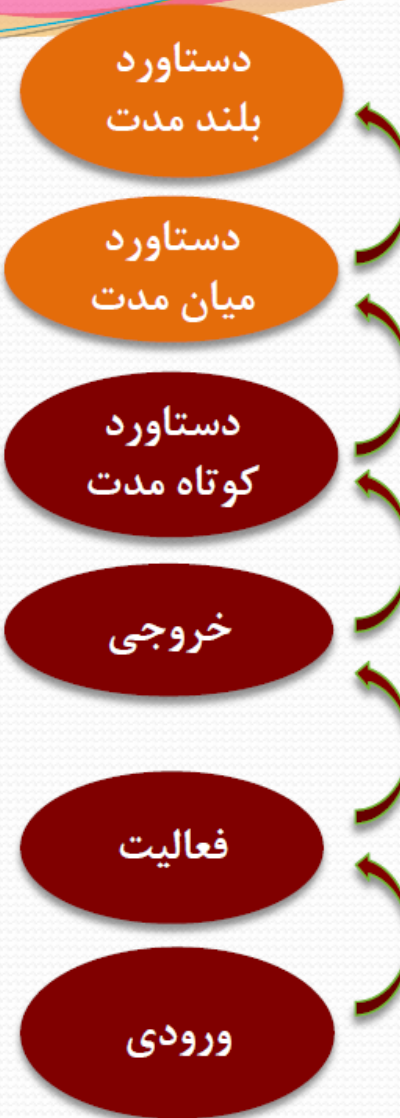 دستاورد
بلند مدت
دستاورد
میان مدت
دستاورد
کوتاه مدت
خروجی
فعالیت
ورودی